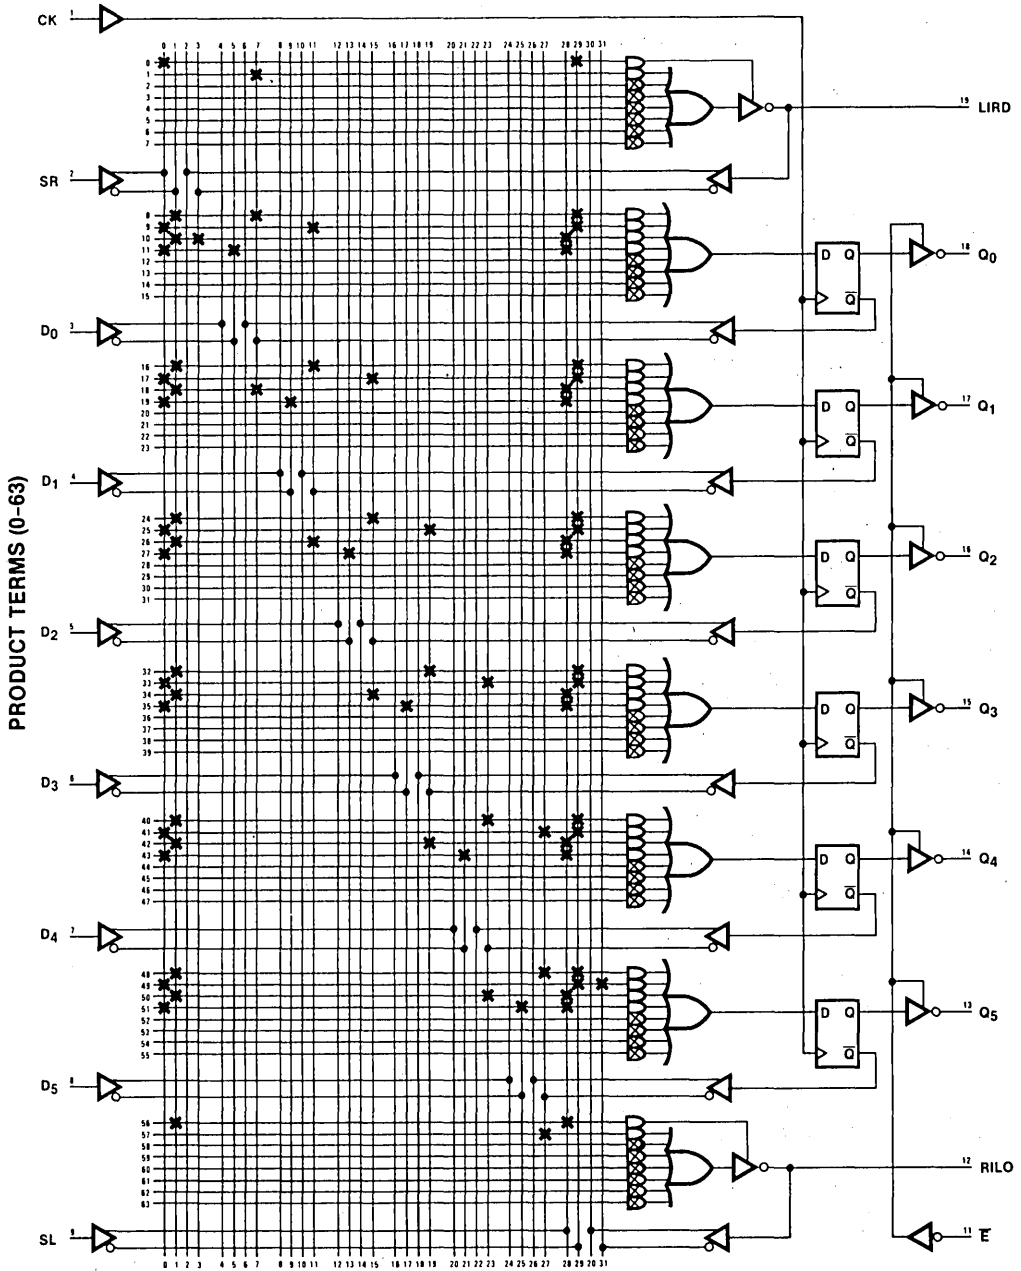 CK 1
0 1 2 3 4 5 6 7 8 9 10 11 12 13 14 15 16 17 18 19 20 21 22 23 24 25 26 27 28 29 30 31
0
1
2
3
4
5
6
7
19 LIRD
SR 2
8
9
10
11
12
13
14
15
D Q
Q
18 Q0
D0 3
16
17
18
19
20
21
22
23
D Q
Q
17 Q1
D1 4
24
25
26
27
28
29
30
31
D Q
Q
16 Q2
D2 5
PRODUCT TERMS (0-63)
32
33
34
35
36
37
38
39
D Q
Q
15 Q3
D3 6
40
41
42
43
44
45
46
47
D Q
Q
14 Q4
D4 7
48
49
50
51
52
53
54
55
D Q
Q
13 Q5
D5 8
56
57
58
59
60
61
62
63
12 RILO
SL 9
11 E
0 1 2 3 4 5 6 7 8 9 10 11 12 13 14 15 16 17 18 19 20 21 22 23 24 25 26 27 28 29 30 31